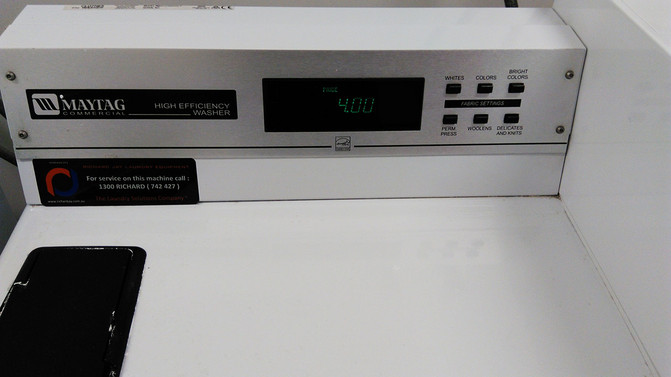 MAYTAG
COMMERCIAL
HIGH EFFICIENCY
WASHER
PRICE
4.00
WHITES
COLORS
BRIGHT
COLORS
FABRIC SETTINGS
PERM
PRESS
WOOLENS
DELICATES
AND KNITS
For service on this machine call :
1300 RICHARD ( 742 427 )